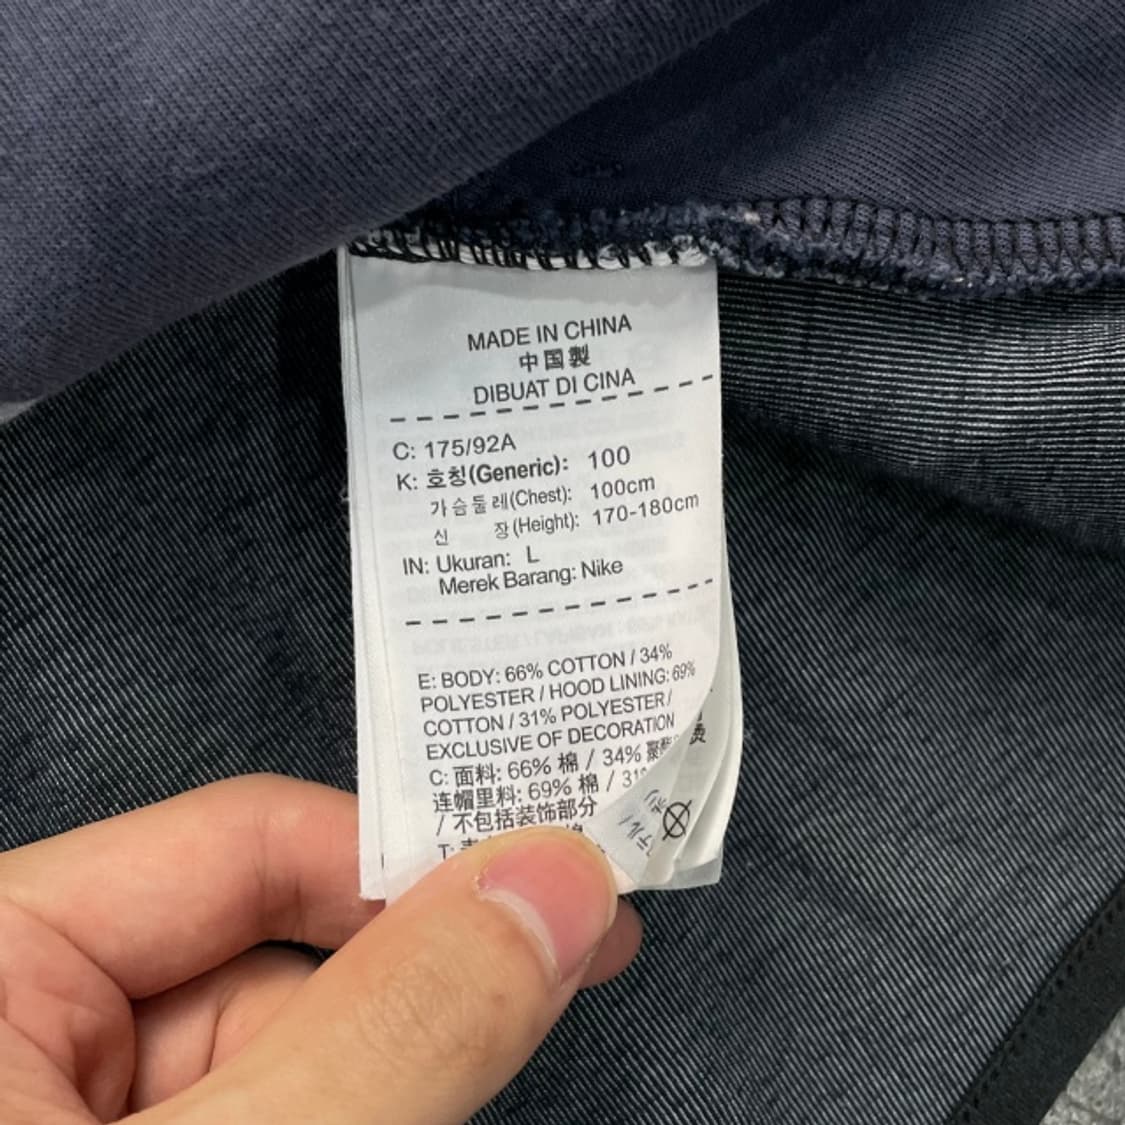 MADE IN CHINA
中国製
DIBUAT DI CINA
C: 175/92A
K: 호칭(Generic): 100
가슴둘레(Chest): 100cm
신 장(Height): 170-180cm
IN: Ukuran: L
Merek Barang: Nike
E: BODY: 66% COTTON / 34%
POLYESTER / HOOD LINING: 69%
COTTON / 31% POLYESTER /
EXCLUSIVE OF DECORATION
C: 面料: 66% 棉 / 34%
连帽里料: 69% 棉 /
/ 不包括装饰部分
T: